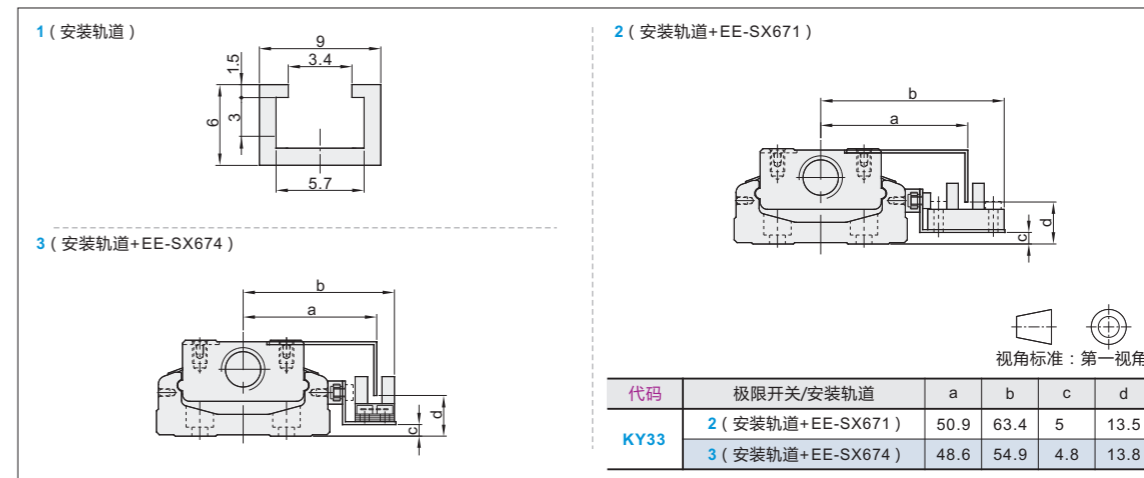 1 ( 安装轨道 )
9
3.4
1.5
6
3
5.7
2 ( 安装轨道+EE-SX671 )
b
a
c
d
3 ( 安装轨道+EE-SX674 )
b
a
c
d
视角标准 : 第一视角
代码 极限开关/安装轨道 a b c d
KY33
2 ( 安装轨道+EE-SX671 ) 50.9 63.4 5 13.5
3 ( 安装轨道+EE-SX674 ) 48.6 54.9 4.8 13.8